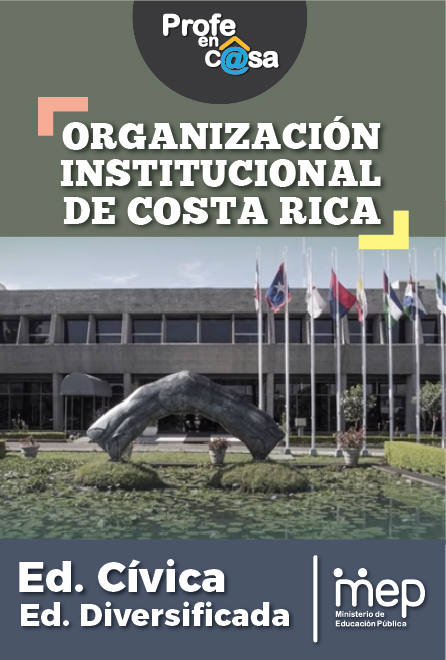 Profe
en
C@sa
ORGANIZACIÓN
INSTITUCIONAL
DE COSTA RICA
Ed. Cívica
Ed. Diversificada
mep
Ministerio de
Educación Pública